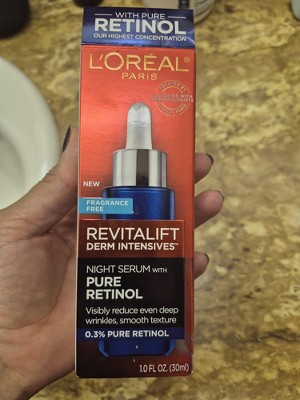 WITH PURE
RETINOL
OUR HIGHEST CONCENTRATION
L'ORÉAL
PARIS
NEW
FRAGRANCE
FREE
REVITALIFT
DERM INTENSIVES™
NIGHT SERUM WITH
PURE
RETINOL
Visibly reduce even deep
wrinkles, smooth texture
0.3% PURE RETINOL
1.0 FL. OZ. (30ml)